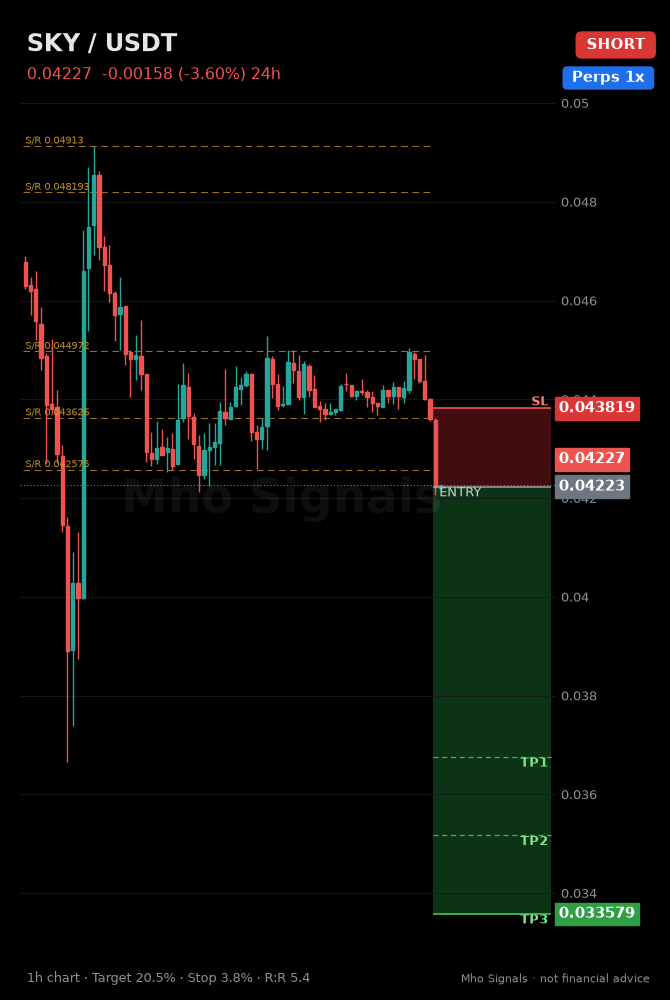 SKY / USDT
SHORT
0.04227 -0.00158 (-3.60%) 24h
Perps 1x
0.05
S/R 0.04913
S/R 0.048193
0.048
0.046
S/R 0.044972
SL
0.043819
S/R 0.043626
0.04227
S/R 0.042575
0.04223
ENTRY
0.042
Mho Signals
0.04
0.038
TP1
0.036
TP2
0.034
0.033579
TP3
1h chart · Target 20.5% · Stop 3.8% · R:R 5.4
Mho Signals · not financial advice